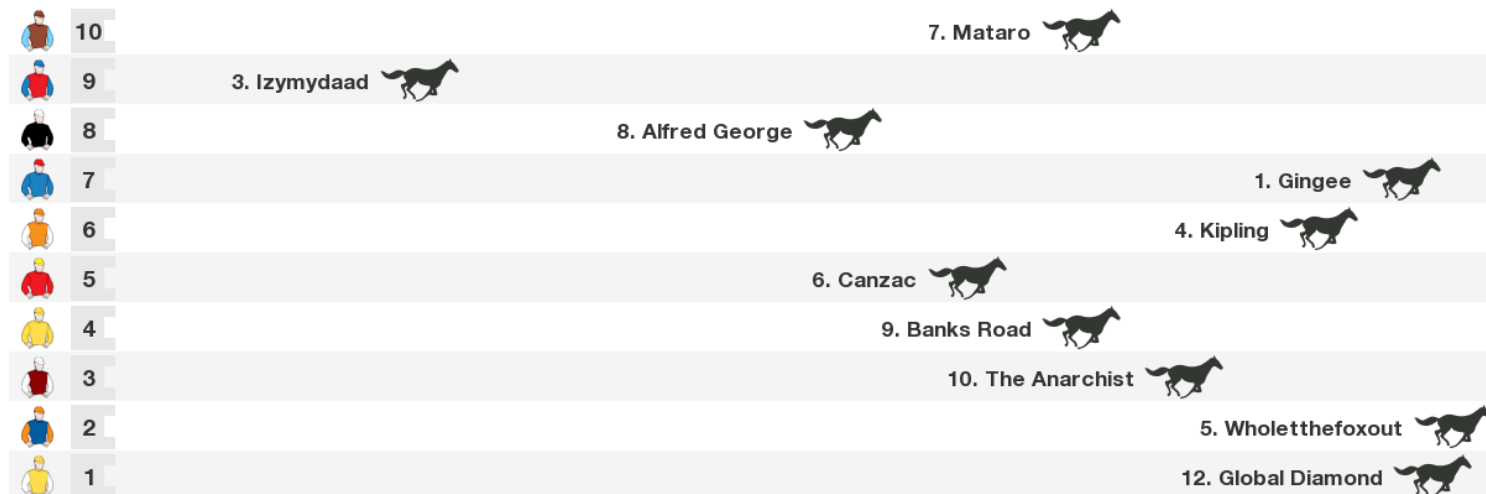 10 7. Mataro
9 3. Izymydaad
8 8. Alfred George
7 1. Gingee
6 4. Kipling
5 6. Canzac
4 9. Banks Road
3 10. The Anarchist
2 5. Wholetthefoxout
1 12. Global Diamond